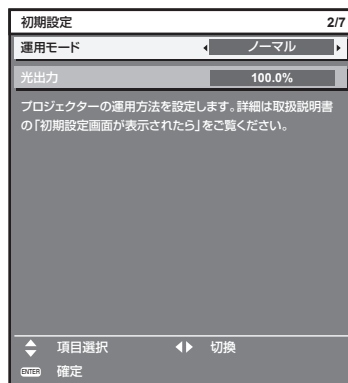 初期設定 2/7
運用モード ノーマル
光出力 100.0%
プロジェクターの運用方法を設定します。詳細は取扱説明書
の「初期設定画面が表示されたら」をご覧ください。
項目選択 切換
ENTER 確定